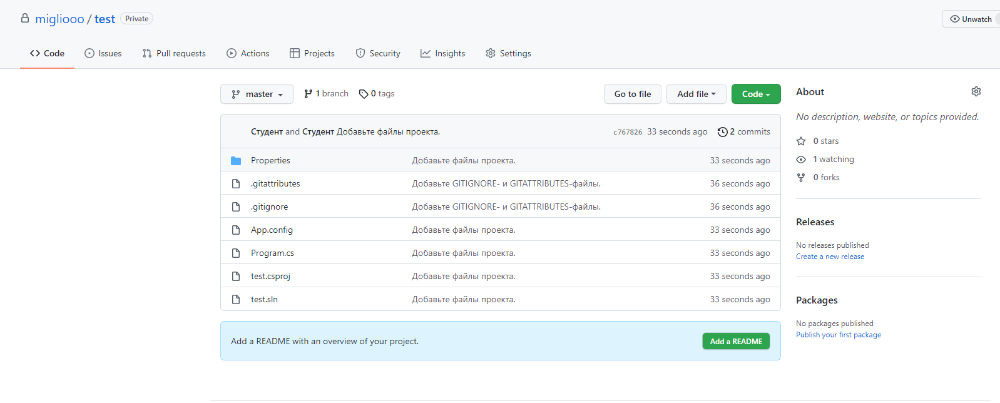 migliooo / test Private
Unwatch
Code Issues Pull requests Actions Projects Security Insights Settings
master 1 branch 0 tags Go to file Add file Code
Студент and Студент Добавьте файлы проекта. c767826 33 seconds ago 2 commits
Properties Добавьте файлы проекта. 33 seconds ago
.gitattributes Добавьте GITIGNORE- и GITATTRIBUTES-файлы. 36 seconds ago
.gitignore Добавьте GITIGNORE- и GITATTRIBUTES-файлы. 36 seconds ago
App.config Добавьте файлы проекта. 33 seconds ago
Program.cs Добавьте файлы проекта. 33 seconds ago
test.csproj Добавьте файлы проекта. 33 seconds ago
test.sln Добавьте файлы проекта. 33 seconds ago
Add a README with an overview of your project. Add a README
About
No description, website, or topics provided.
0 stars
1 watching
0 forks
Releases
No releases published
Create a new release
Packages
No packages published
Publish your first package